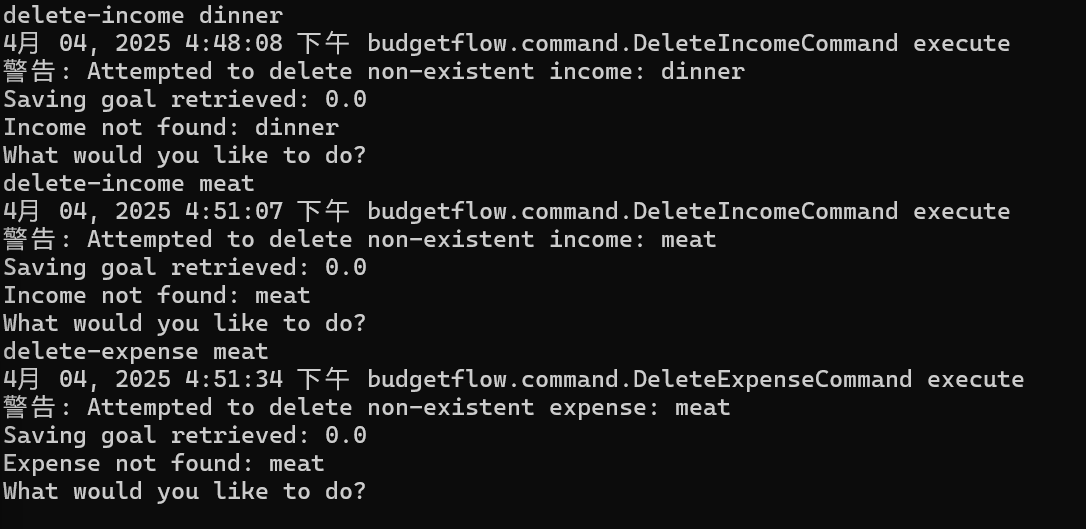 delete-income dinner
4月 04, 2025 4:48:08 下午 budgetflow.command.DeleteIncomeCommand execute
警告: Attempted to delete non-existent income: dinner
Saving goal retrieved: 0.0
Income not found: dinner
What would you like to do?
delete-income meat
4月 04, 2025 4:51:07 下午 budgetflow.command.DeleteIncomeCommand execute
警告: Attempted to delete non-existent income: meat
Saving goal retrieved: 0.0
Income not found: meat
What would you like to do?
delete-expense meat
4月 04, 2025 4:51:34 下午 budgetflow.command.DeleteExpenseCommand execute
警告: Attempted to delete non-existent expense: meat
Saving goal retrieved: 0.0
Expense not found: meat
What would you like to do?